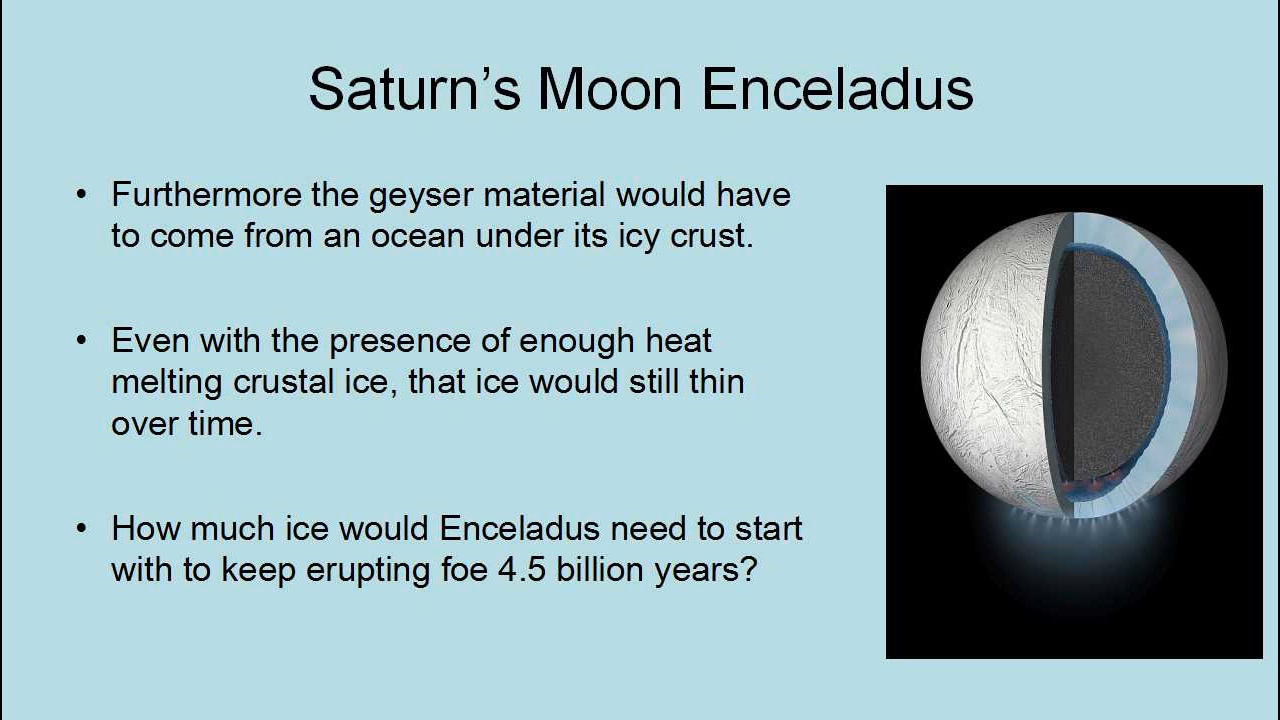 Saturn’s Moon Enceladus
• Furthermore the geyser material would have
to come from an ocean under its icy crust.
• Even with the presence of enough heat
melting crustal ice, that ice would still thin
over time.
• How much ice would Enceladus need to start
with to keep erupting foe 4.5 billion years?